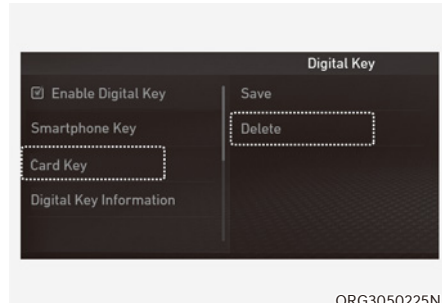 Digital Key
Enable Digital Key
Smartphone Key
Card Key
Digital Key Information
Save
Delete
ORG3050225N